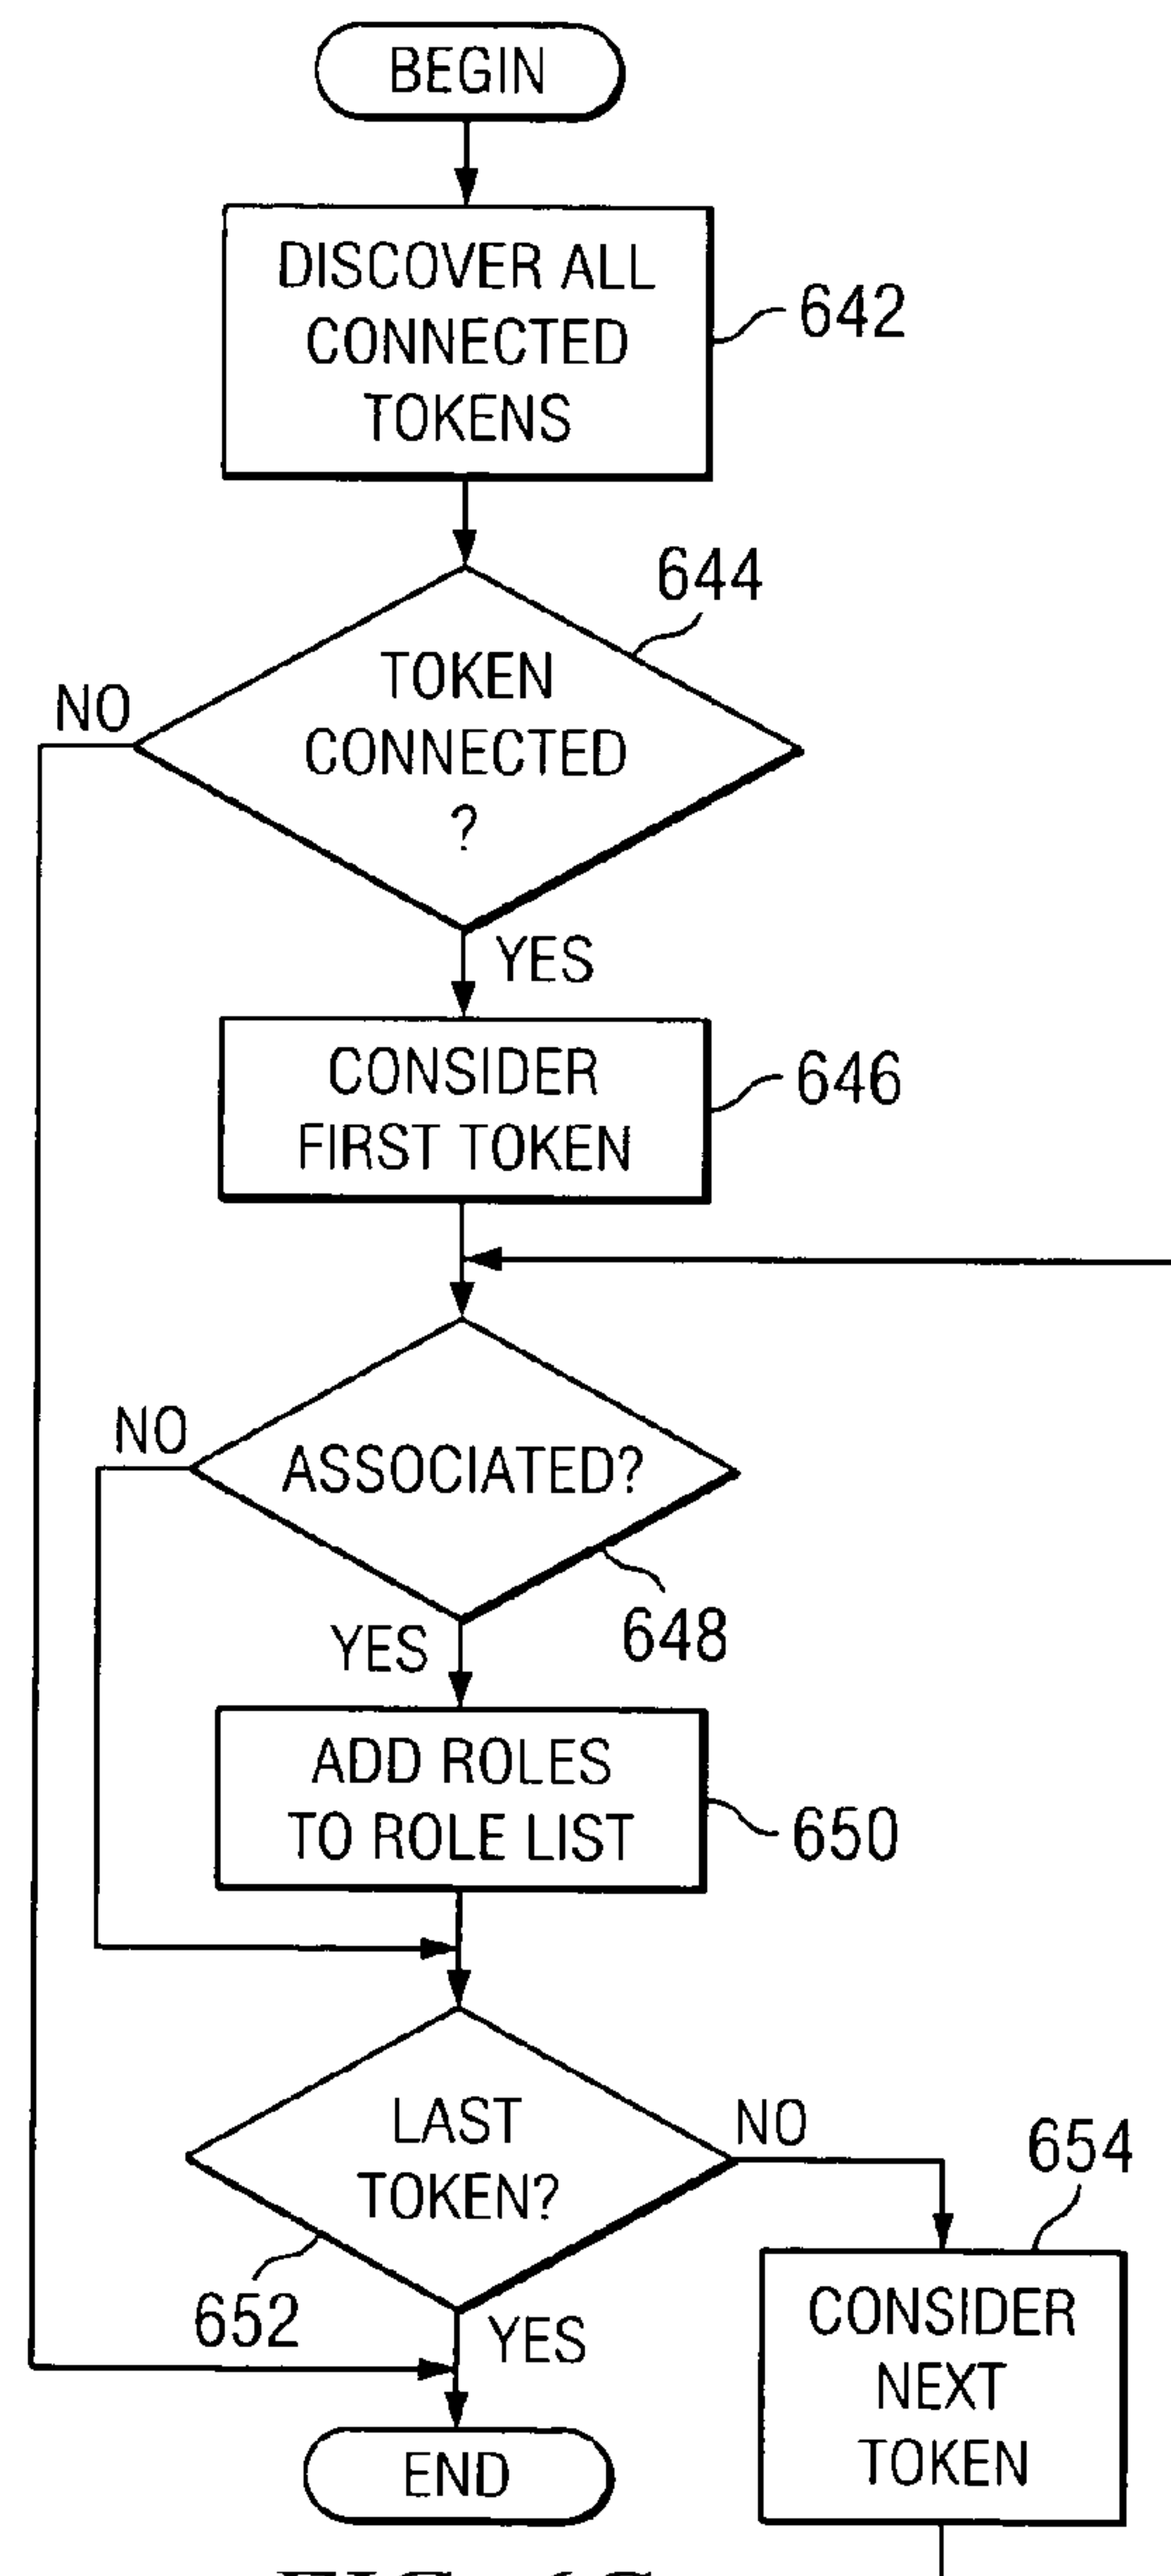 BEGIN
DISCOVER ALL
CONNECTED
TOKENS
642
644
TOKEN
CONNECTED
?
NO
YES
CONSIDER
FIRST TOKEN
646
NO
ASSOCIATED?
648
YES
ADD ROLES
TO ROLE LIST
650
LAST
TOKEN?
NO
652
YES
654
CONSIDER
NEXT
TOKEN
END